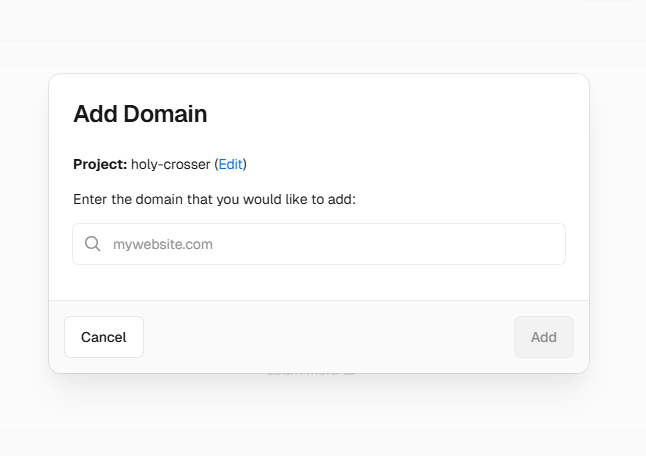 Add Domain
Project: holy-crosser (Edit)
Enter the domain that you would like to add:
mywebsite.com
Cancel
Add